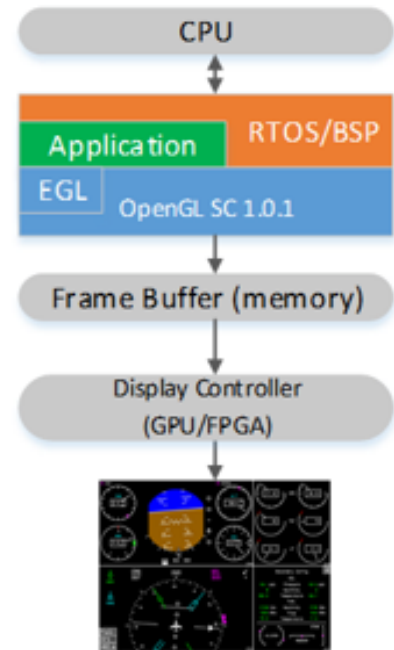 CPU
RTOS/BSP
Application
EGL
OpenGL SC 1.0.1
Frame Buffer (memory)
Display Controller
(GPU/FPGA)